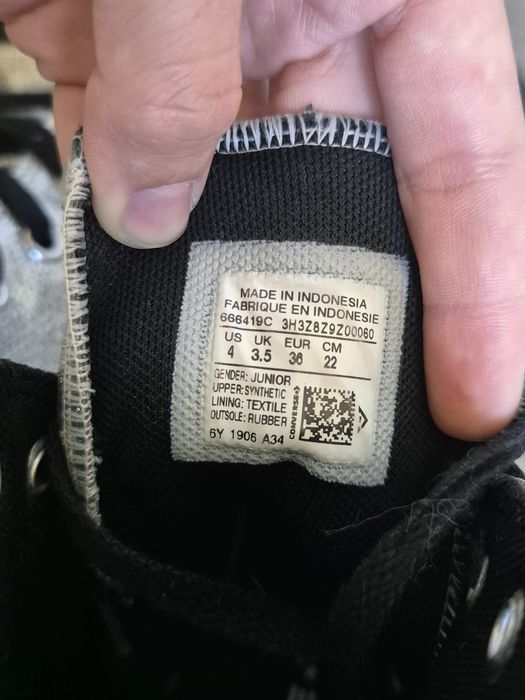 MADE IN INDONESIA
FABRIQUE EN INDONESIE
666419C 3H3Z8Z9Z00060
US UK EUR CM
4 3.5 36 22
GENDER: JUNIOR
UPPER: SYNTHETIC
LINING: TEXTILE
OUTSOLE: RUBBER
CONVERSE
6Y 1906 A34